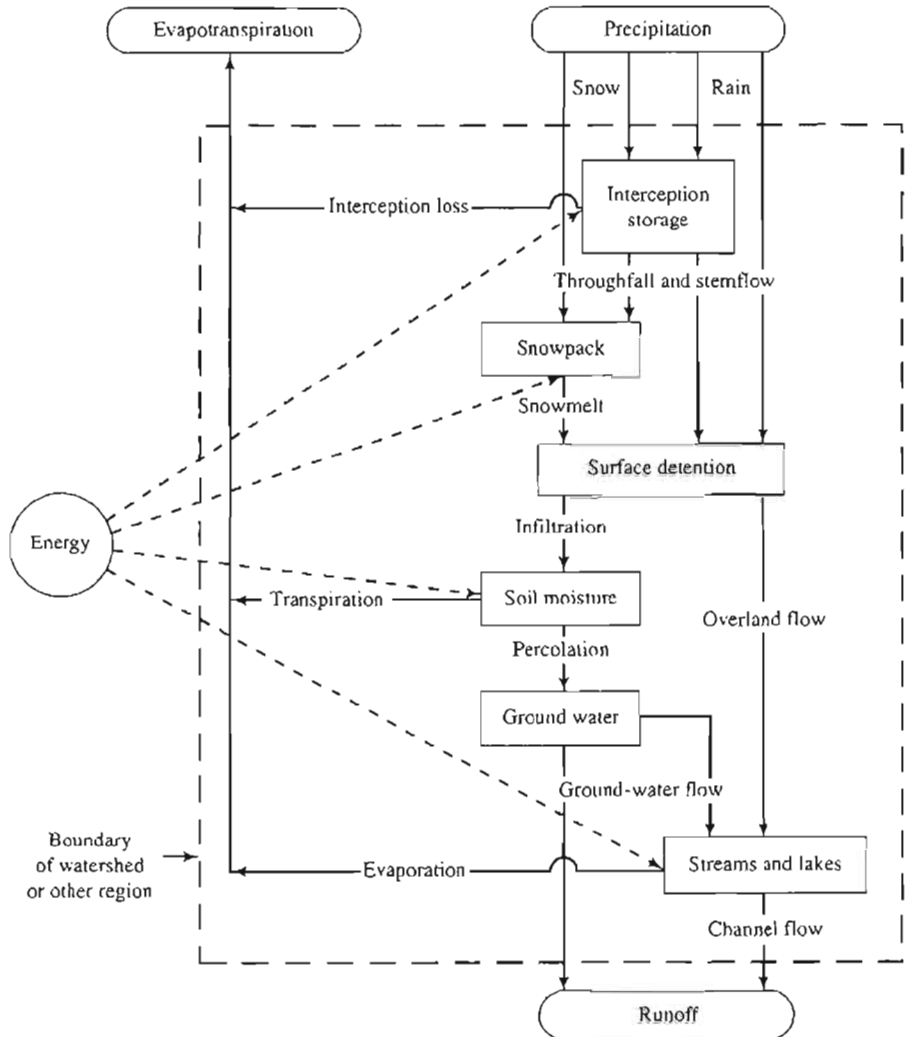 Evapotranspiration
Precipitation
Snow
Rain
Interception
storage
Interception loss
Throughfall and stemflow
Snowpack
Snowmelt
Surface detention
Energy
Infiltration
Soil moisture
Transpiration
Overland flow
Percolation
Ground water
Ground-water flow
Boundary
of watershed
or other region
Streams and lakes
Evaporation
Channel flow
Runoff